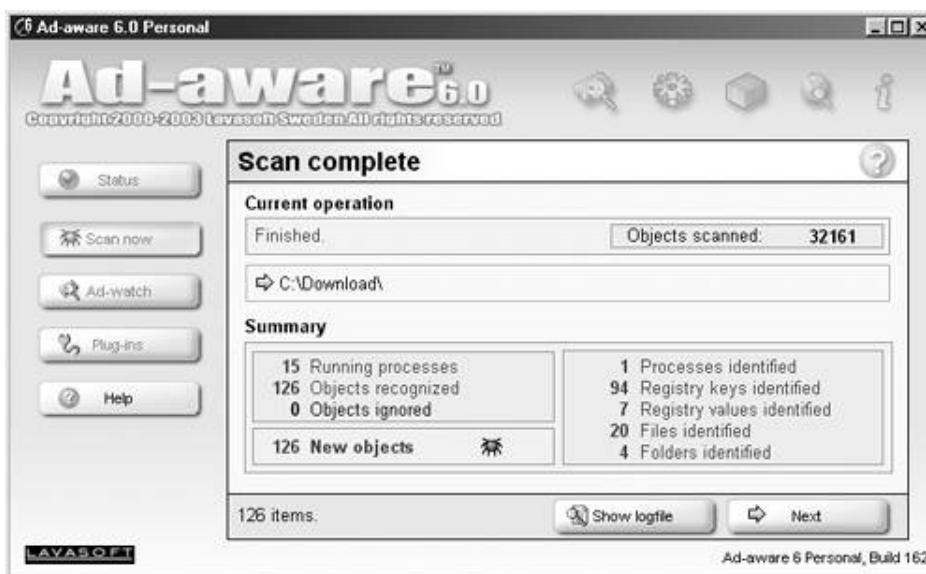 Ad-aware 6.0 Personal
Ad-aware 6.0
TM
Copyright 2000-2003 Lavasoft Sweden.All rights reserved
Status
Scan now
Ad-watch
Plug-ins
Help
Scan complete
Current operation
Finished.
Objects scanned: 32161
C:\Download\
Summary
15 Running processes
126 Objects recognized
0 Objects ignored
126 New objects
1 Processes identified
94 Registry keys identified
7 Registry values identified
20 Files identified
4 Folders identified
126 items.
Show logfile
Next
LAVASOFT
Ad-aware 6 Personal, Build 162